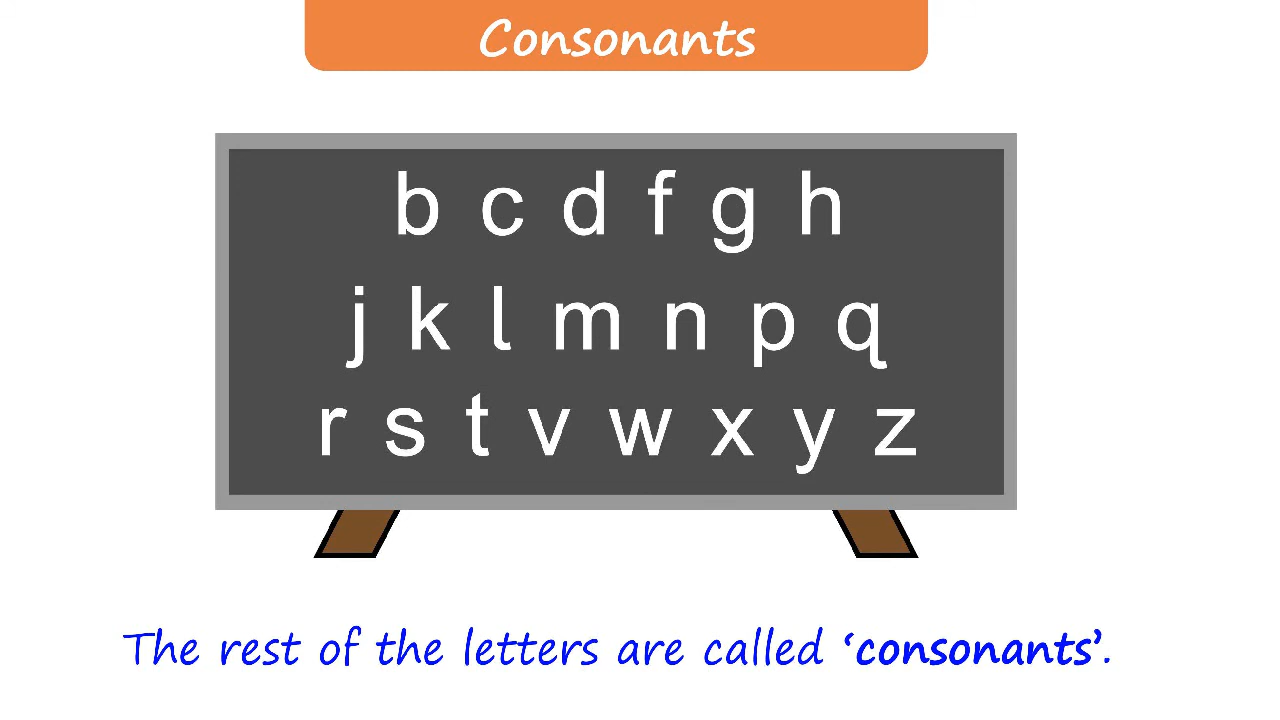 Consonants
b c d f g h
j k l m n p q
r s t v w x y z
The rest of the letters are called ‘consonants’.